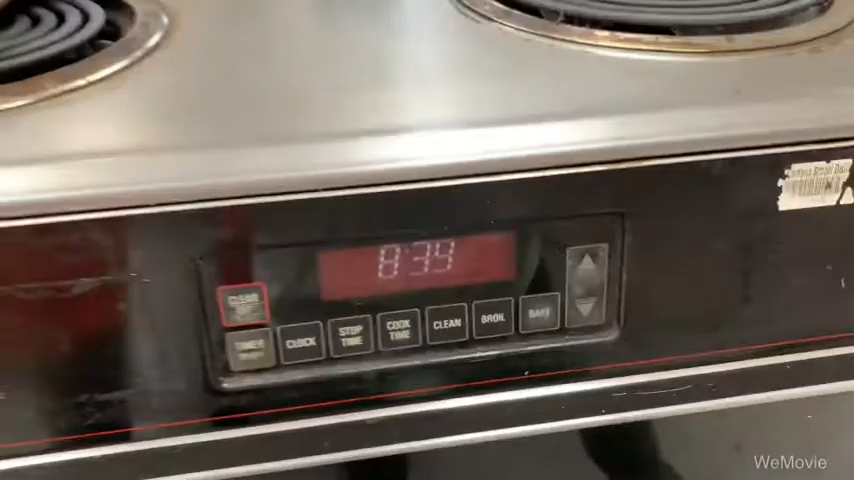 8:39
CLEAR
OFF
TIMER
CLOCK
STOP
TIME
COOK
TIME
CLEAN
BROIL
BAKE
WeMovie